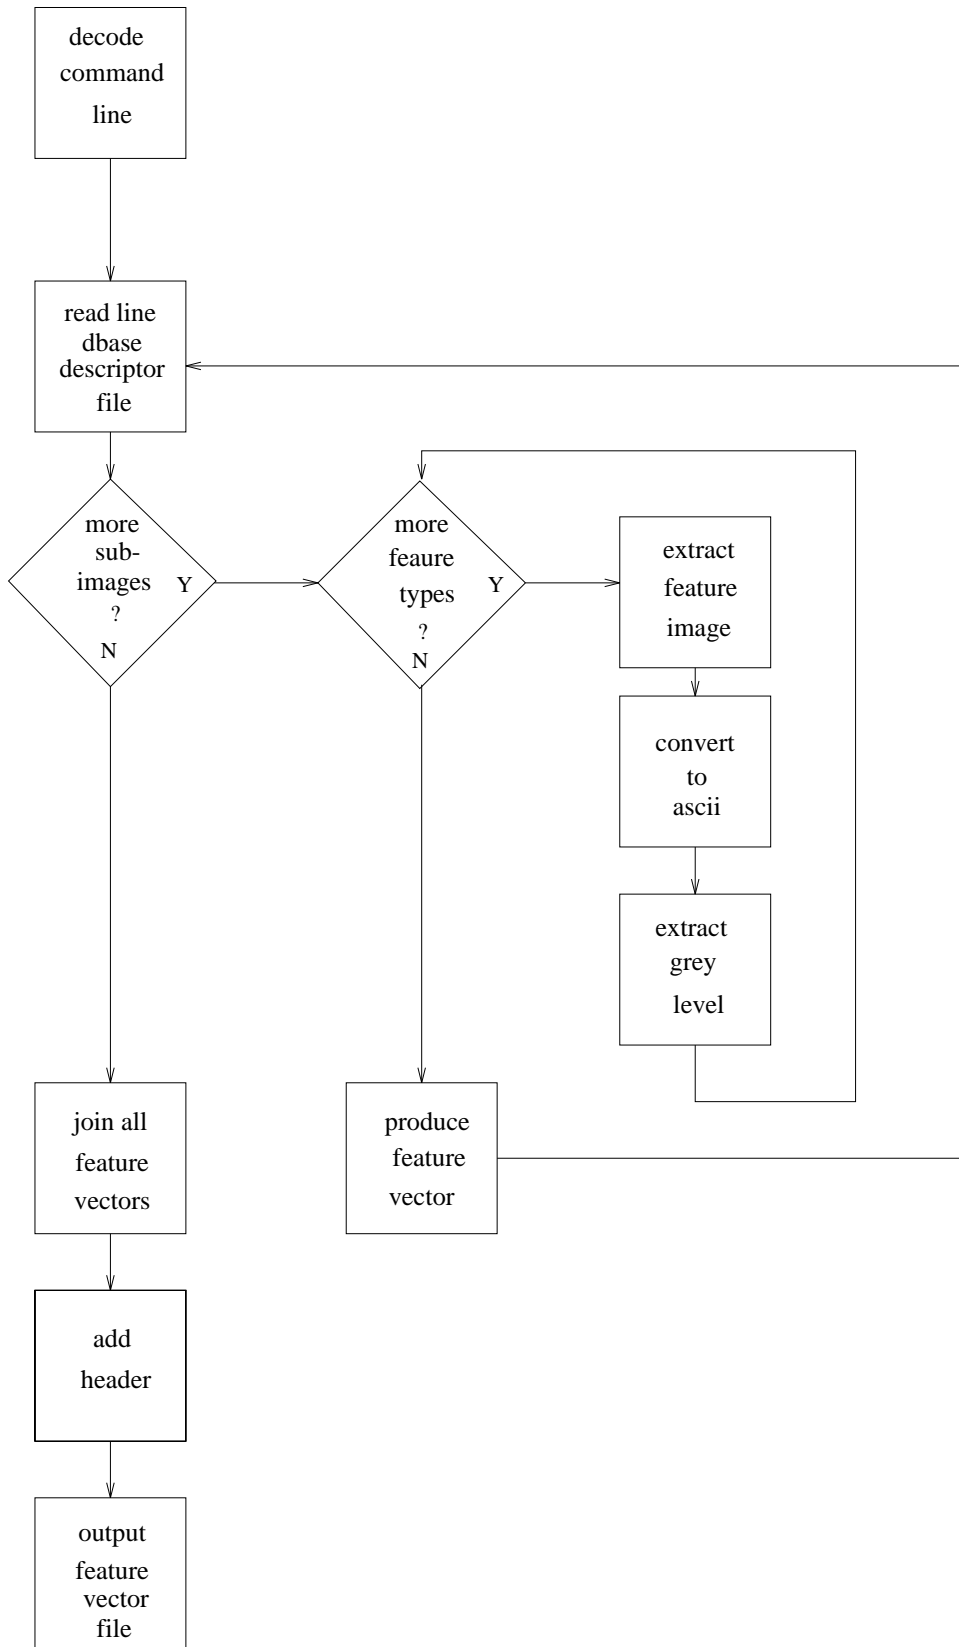 decode
command
line
read line
dbase
descriptor
file
more
sub-
images
?
Y
N
more
feaure
types
?
Y
N
extract
feature
image
convert
to
ascii
extract
grey
level
join all
feature
vectors
produce
feature
vector
add
header
output
feature
vector
file